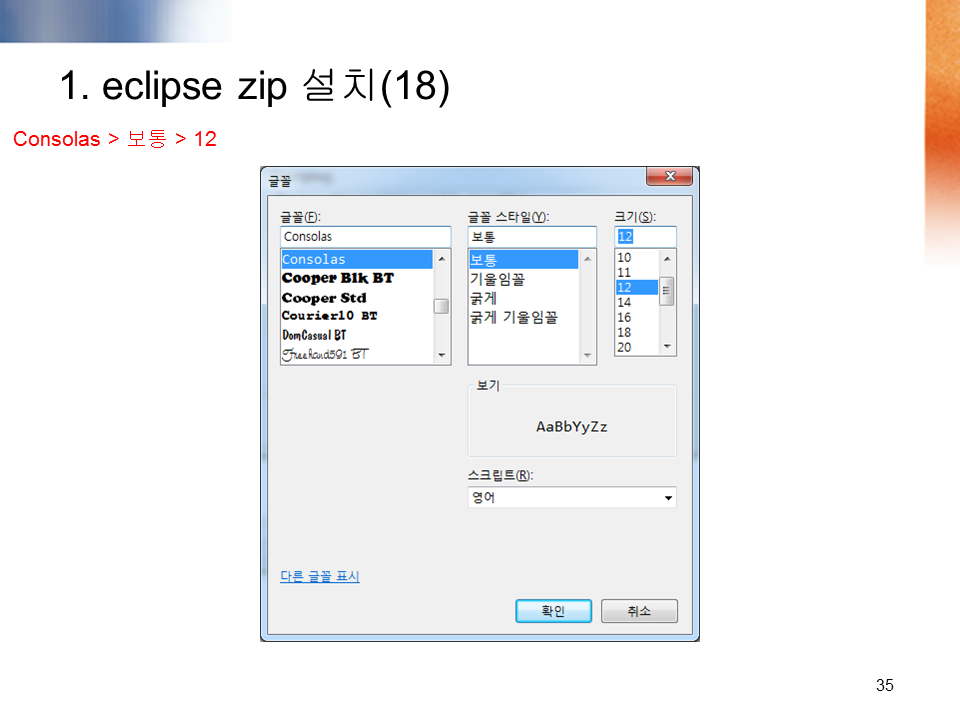 1. eclipse zip 설치(18)
Consolas > 보통 > 12
글꼴
글꼴(F):
Consolas
Consolas
Cooper Blk BT
Cooper Std
Courier10 BT
DomCasual BT
Freehand591 BT
글꼴 스타일(Y):
보통
보통
기울임꼴
굵게
굵게 기울임꼴
크기(S):
12
10
11
12
14
16
18
20
보기
AaBbYyZz
스크립트(R):
영어
다른 글꼴 표시
확인
취소
35